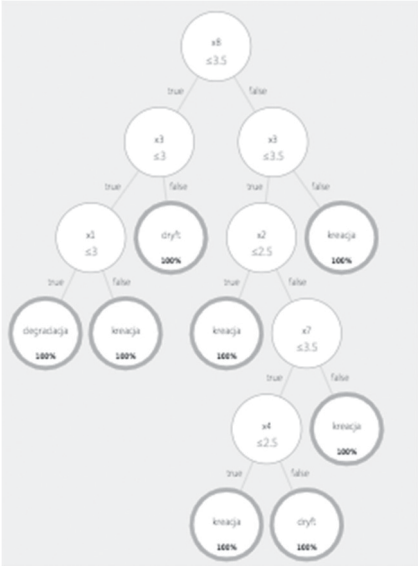 x8
≤3.5
true false
x3 x3
≤3 ≤3.5
true false true false
x1 dryft x2 kreacja
≤3 100% ≤2.5 100%
true false true false
degradacja kreacja kreacja x7
100% 100% 100% ≤3.5
true false
x4 kreacja
≤2.5 100%
true false
kreacja dryft
100% 100%